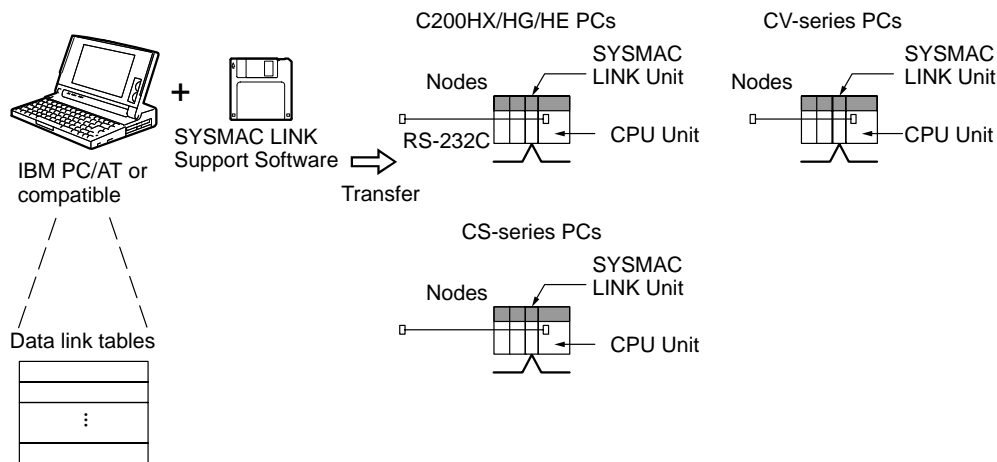 C200HX/HG/HE PCs
CV-series PCs
SYSMAC
LINK Unit
Nodes
CPU Unit
RS-232C
SYSMAC
LINK Unit
Nodes
CPU Unit
+
SYSMAC LINK
Support Software
IBM PC/AT or
compatible
Transfer
CS-series PCs
SYSMAC
LINK Unit
Nodes
CPU Unit
Data link tables